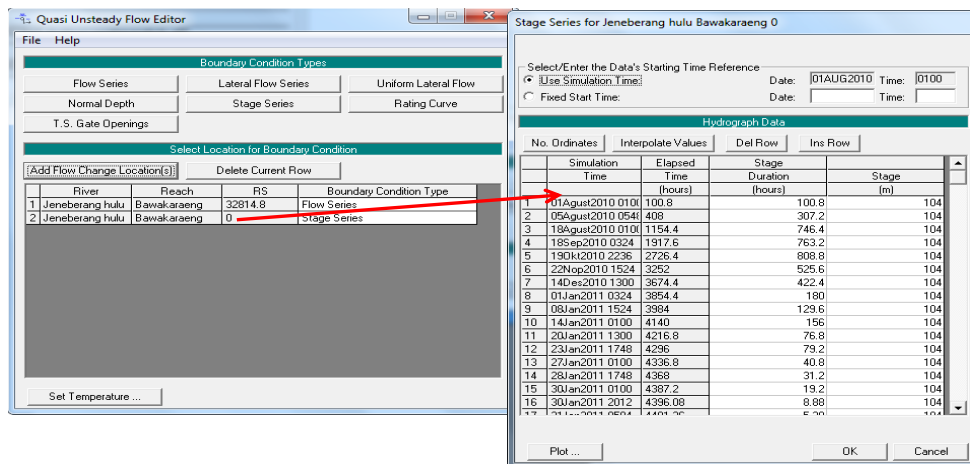 Quasi Unsteady Flow Editor
File Help
Boundary Condition Types
Flow Series Lateral Flow Series Uniform Lateral Flow
Normal Depth Stage Series Rating Curve
T.S. Gate Openings
Select Location for Boundary Condition
Add Flow Change Location(s) Delete Current Row
River Reach RS Boundary Condition Type
1 Jeneberang hulu Bawakaraeng 32814.8 Flow Series
2 Jeneberang hulu Bawakaraeng 0 Stage Series
Set Temperature ...
Stage Series for Jeneberang hulu Bawakaraeng 0
Select/Enter the Data's Starting Time Reference
Use Simulation Time: Date: 01AUG2010 Time: 0100
Fixed Start Time: Date: Time:
Hydrograph Data
No. Ordinates Interpolate Values Del Row Ins Row
Simulation Elapsed Stage
Time Time Duration Stage
(hours) (hours) (m)
1 01Agust2010 010( 100.8 100.8 104
2 05Agust2010 054 408 307.2 104
3 18Agust2010 010( 1154.4 746.4 104
4 18Sep2010 0324 1917.6 763.2 104
5 19Okt2010 2236 2726.4 808.8 104
6 22Nop2010 1524 3252 525.6 104
7 14Des2010 1300 3674.4 422.4 104
8 01Jan2011 0324 3854.4 180 104
9 08Jan2011 1524 3984 129.6 104
10 14Jan2011 0100 4140 156 104
11 20Jan2011 1300 4216.8 76.8 104
12 23Jan2011 1748 4296 79.2 104
13 27Jan2011 0100 4336.8 40.8 104
14 28Jan2011 1748 4368 31.2 104
15 30Jan2011 0100 4387.2 19.2 104
16 30Jan2011 2012 4396.08 8.88 104
17
Plot ... OK Cancel